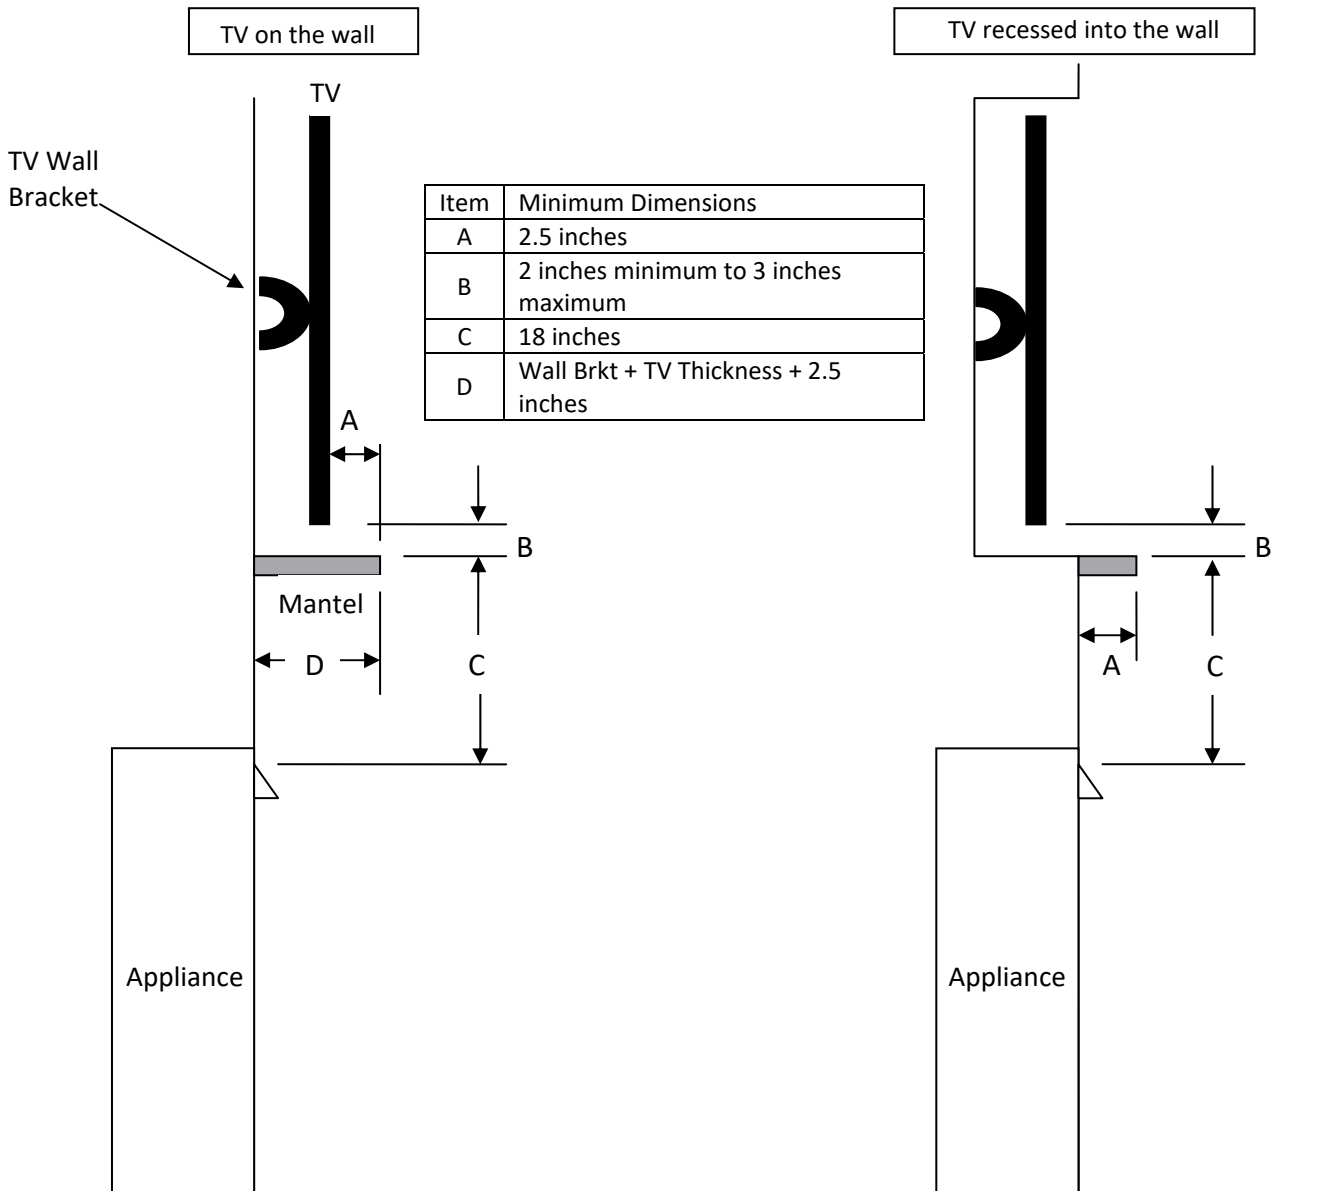 TV on the wall
TV recessed into the wall
TV
TV Wall
Bracket
Item Minimum Dimensions
A 2.5 inches
B 2 inches minimum to 3 inches
maximum
C 18 inches
D Wall Brkt + TV Thickness + 2.5
inches
A
B
Mantel
D
C
Appliance
B
A
C
Appliance